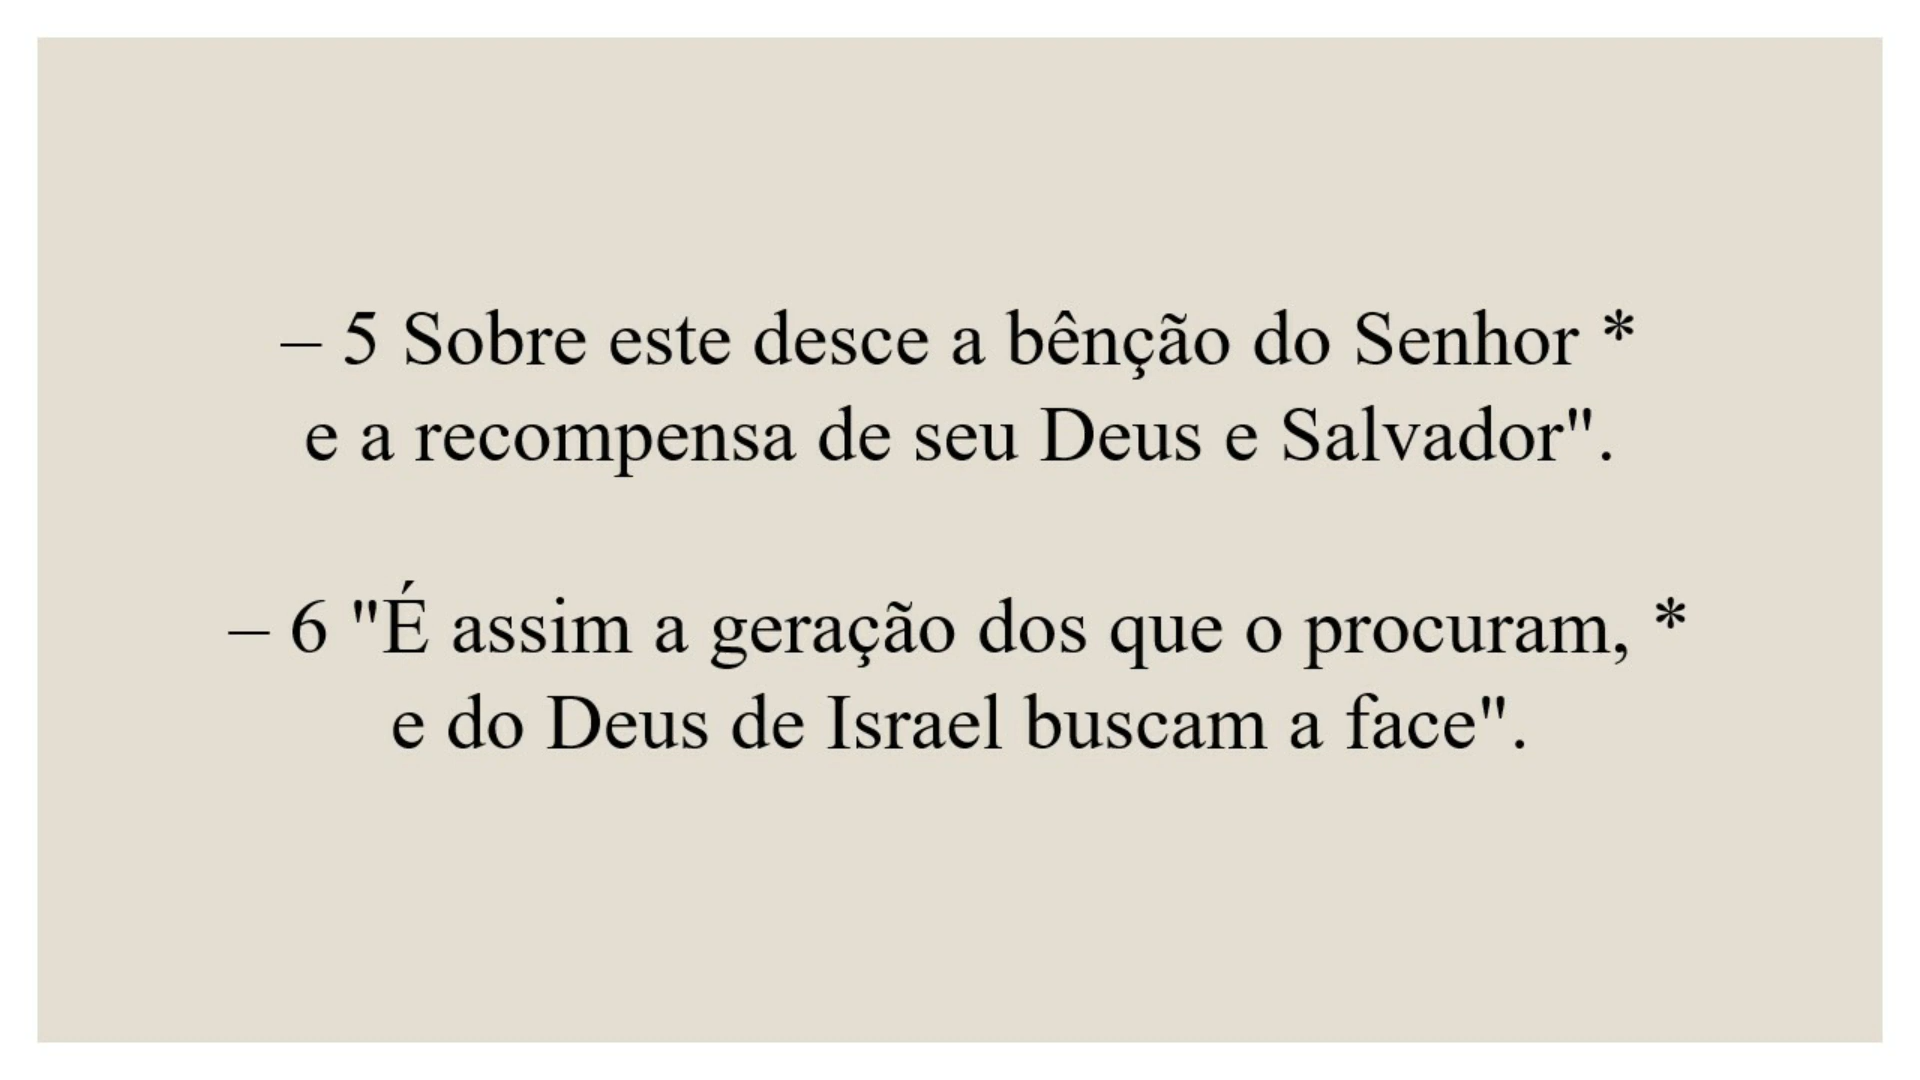 – 5 Sobre este desce a bênção do Senhor *
e a recompensa de seu Deus e Salvador".
– 6 "É assim a geração dos que o procuram, *
e do Deus de Israel buscam a face".